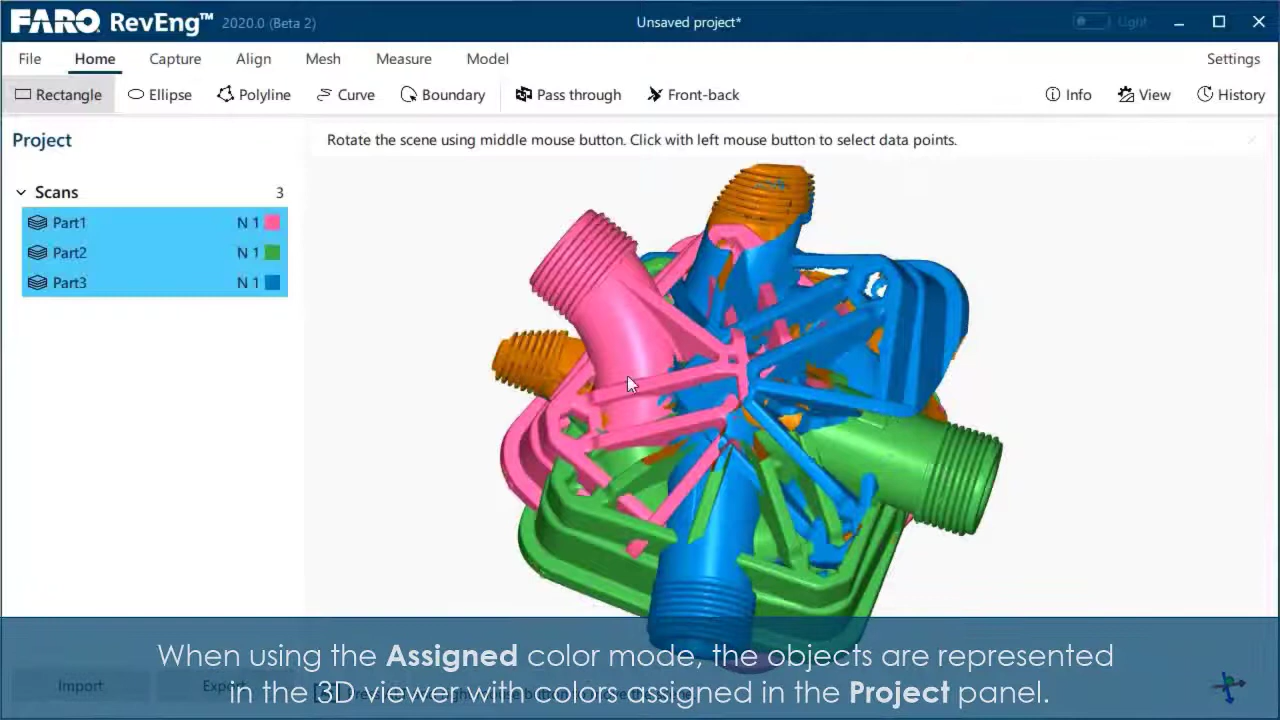 FARO RevEng™ 2020.0 (Beta 2) Unsaved project* Light
File Home Capture Align Mesh Measure Model Settings
Rectangle Ellipse Polyline Curve Boundary Pass through Front-back Info View History
Project
Rotate the scene using middle mouse button. Click with left mouse button to select data points.
Scans 3
Part1 N 1
Part2 N 1
Part3 N 1
When using the Assigned color mode, the objects are represented
in the 3D viewer with colors assigned in the Project panel.
Import Export